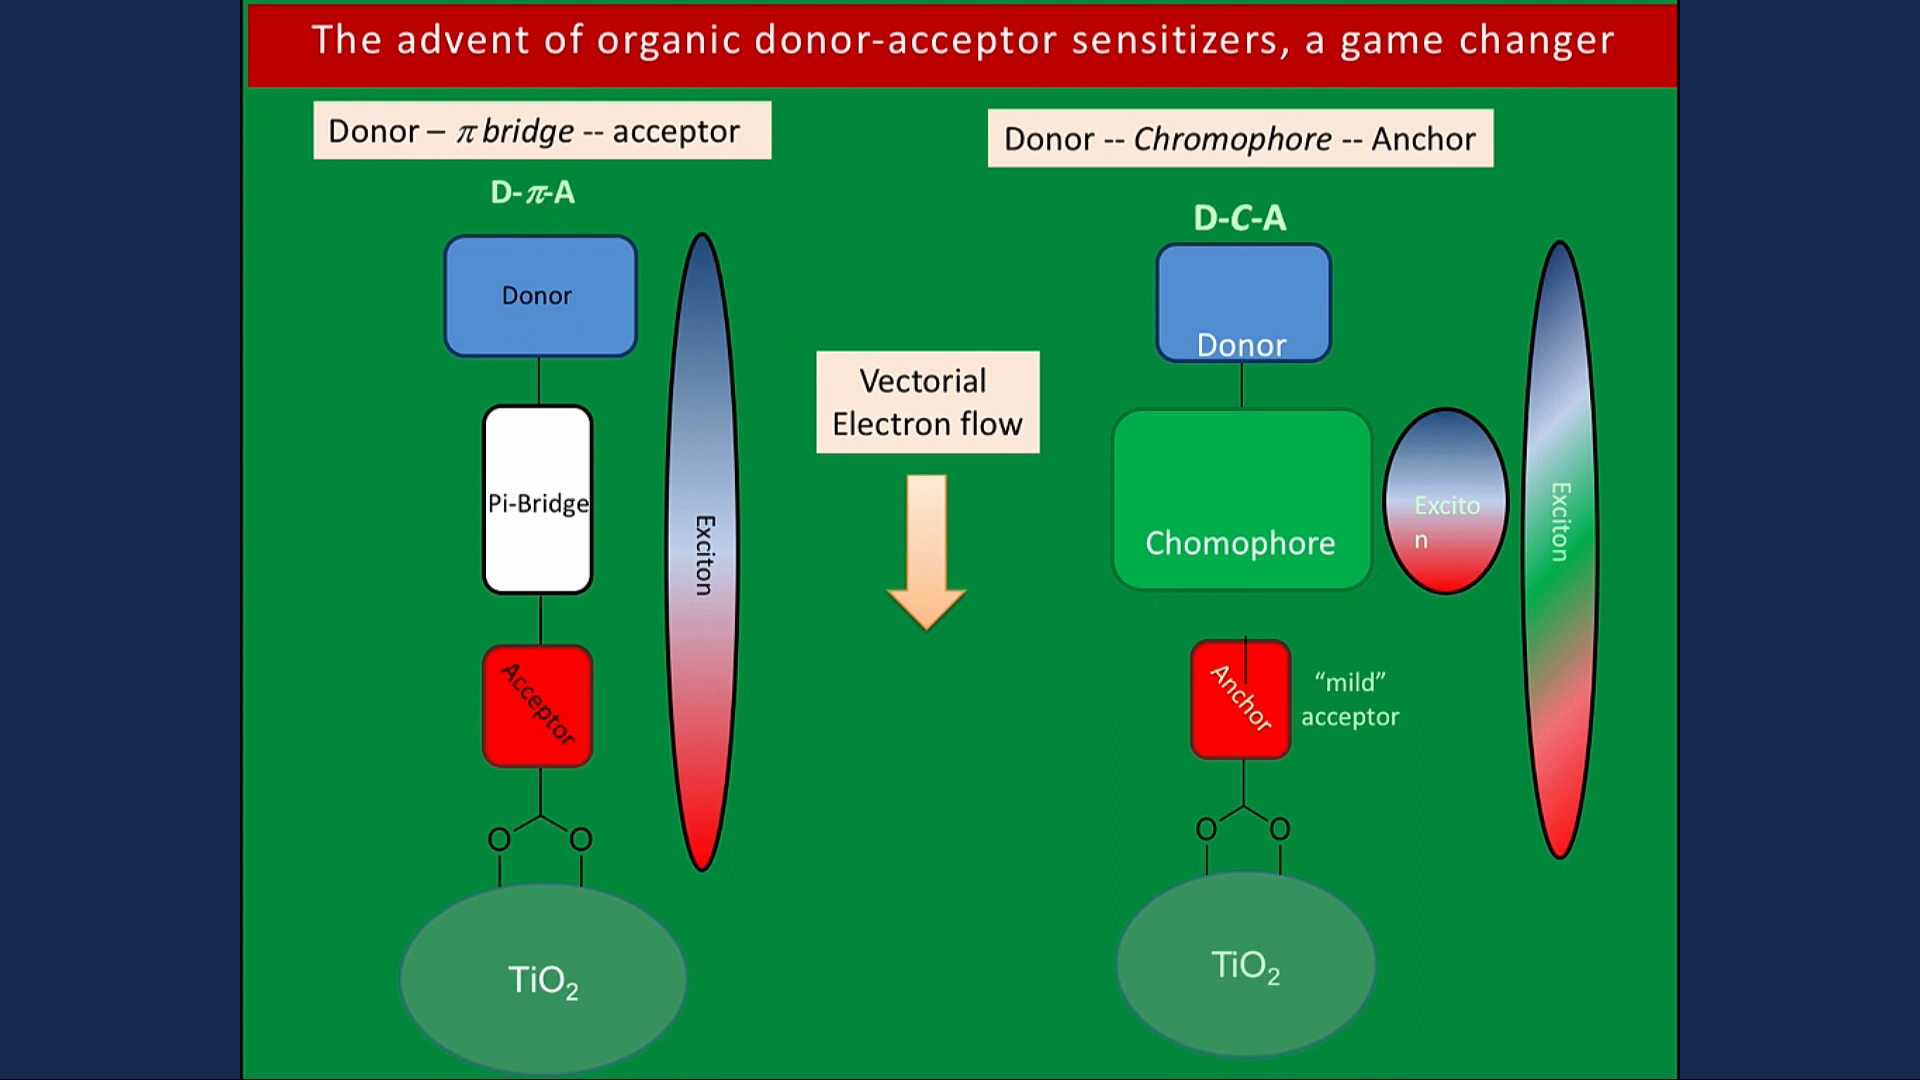 The advent of organic donor-acceptor sensitizers, a game changer
Donor – π bridge -- acceptor
D-π-A
Donor
Pi-Bridge
Acceptor
O O
TiO₂
Exciton
Vectorial
Electron flow
Donor -- Chromophore -- Anchor
D-C-A
Donor
Chomophore
Excito
n
Exciton
Anchor
“mild”
acceptor
O O
TiO₂